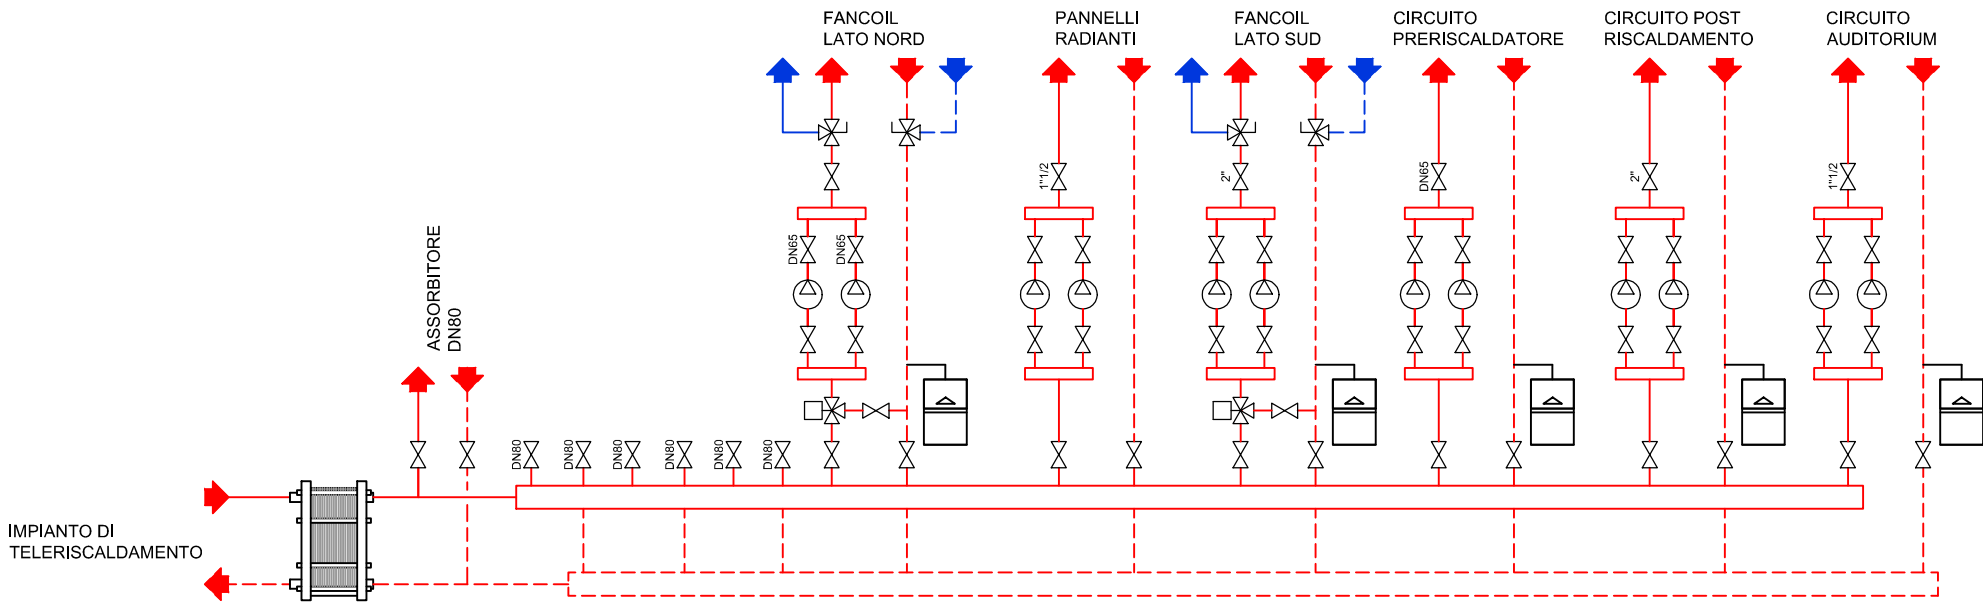 FANCOIL
LATO NORD
PANNELLI
RADIANTI
FANCOIL
LATO SUD
CIRCUITO
PRERISCALDATORE
CIRCUITO POST
RISCALDAMENTO
CIRCUITO
AUDITORIUM
1"1/2
2"
DN65
2"
1"1/2
DN65
DN65
ASSORBITORE
DN80
DN80
DN80
DN80
DN80
DN80
DN80
IMPIANTO DI
TELERISCALDAMENTO